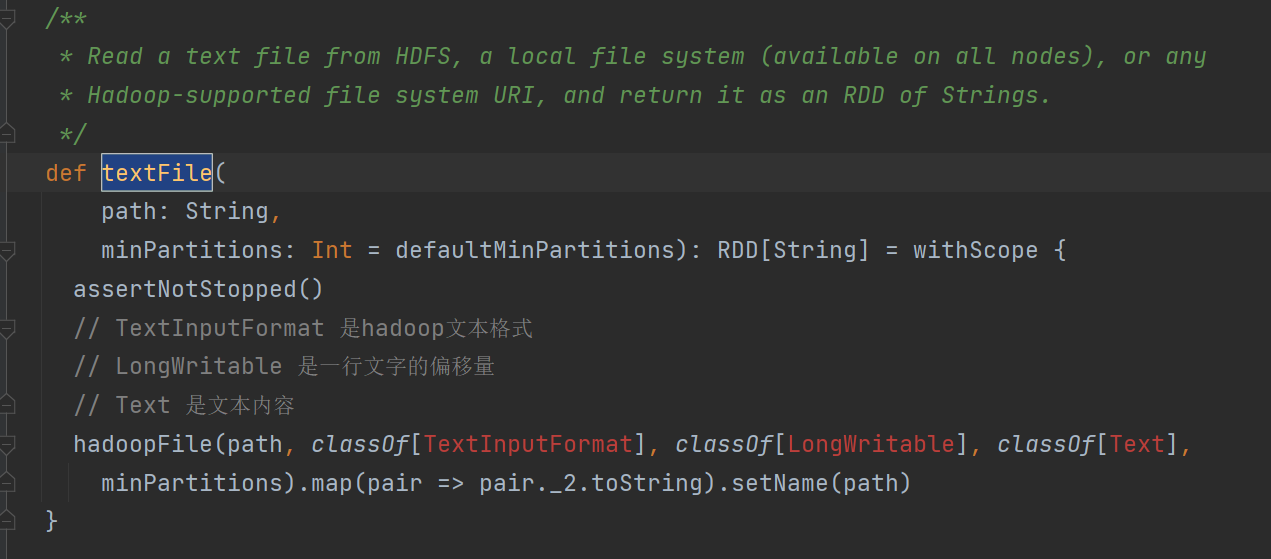 /**
 * Read a text file from HDFS, a local file system (available on all nodes), or any
 * Hadoop-supported file system URI, and return it as an RDD of Strings.
 */
def textFile(
    path: String,
    minPartitions: Int = defaultMinPartitions): RDD[String] = withScope {
  assertNotStopped()
  // TextInputFormat 是hadoop文本格式
  // LongWritable 是一行文字的偏移量
  // Text 是文本内容
  hadoopFile(path, classOf[TextInputFormat], classOf[LongWritable], classOf[Text],
    minPartitions).map(pair => pair._2.toString).setName(path)
}